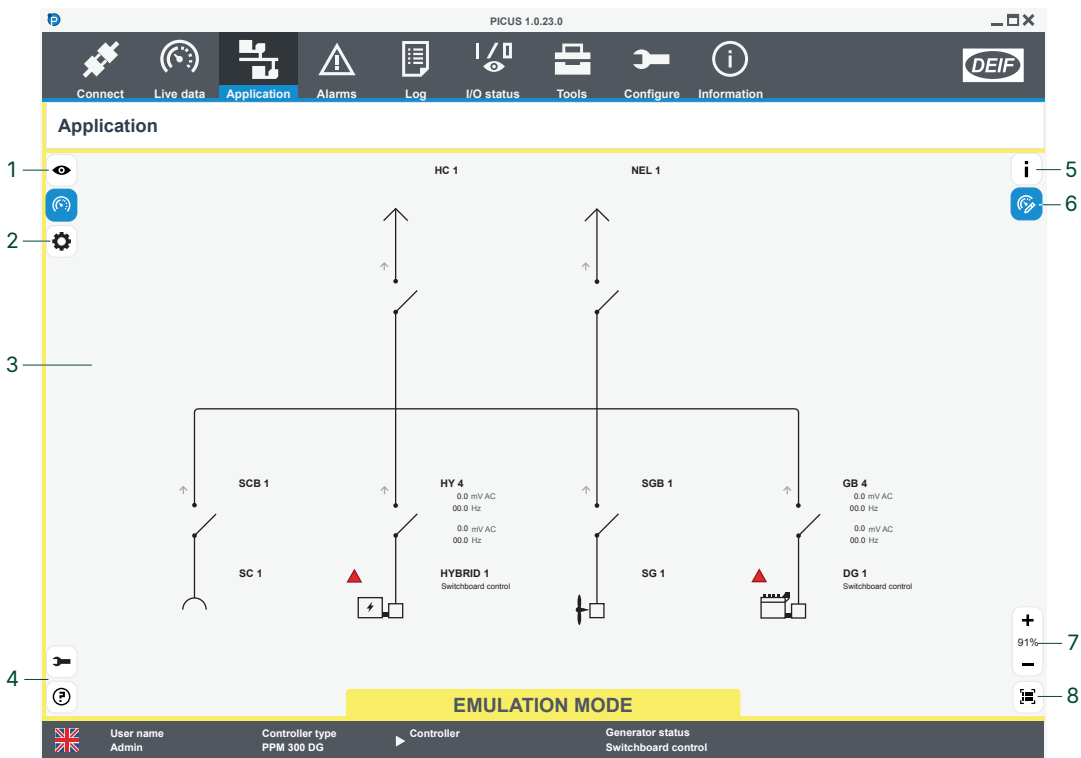 PICUS 1.0.23.0
Connect
Live data
Application
Alarms
Log
I/O status
Tools
Configure
Information
DEIF
Application
1
2
3
4
5
6
7
8
HC 1
NEL 1
SCB 1
HY 4
0.0 mV AC
00.0 Hz
0.0 mV AC
00.0 Hz
SGB 1
GB 4
0.0 mV AC
00.0 Hz
0.0 mV AC
00.0 Hz
SC 1
HYBRID 1
Switchboard control
SG 1
DG 1
Switchboard control
91%
EMULATION MODE
User name
Admin
Controller type
PPM 300 DG
Controller
Generator status
Switchboard control